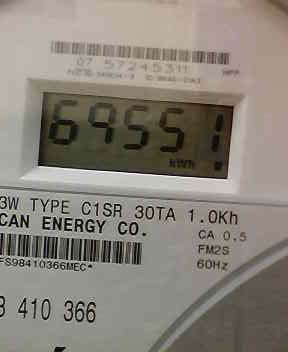 07 57245311
69551
kWh
3W TYPE C1SR 30TA 1.0Kh
CAN ENERGY CO.
CA 0.5
FM2S
60Hz
FS98410366MEC*
410 366